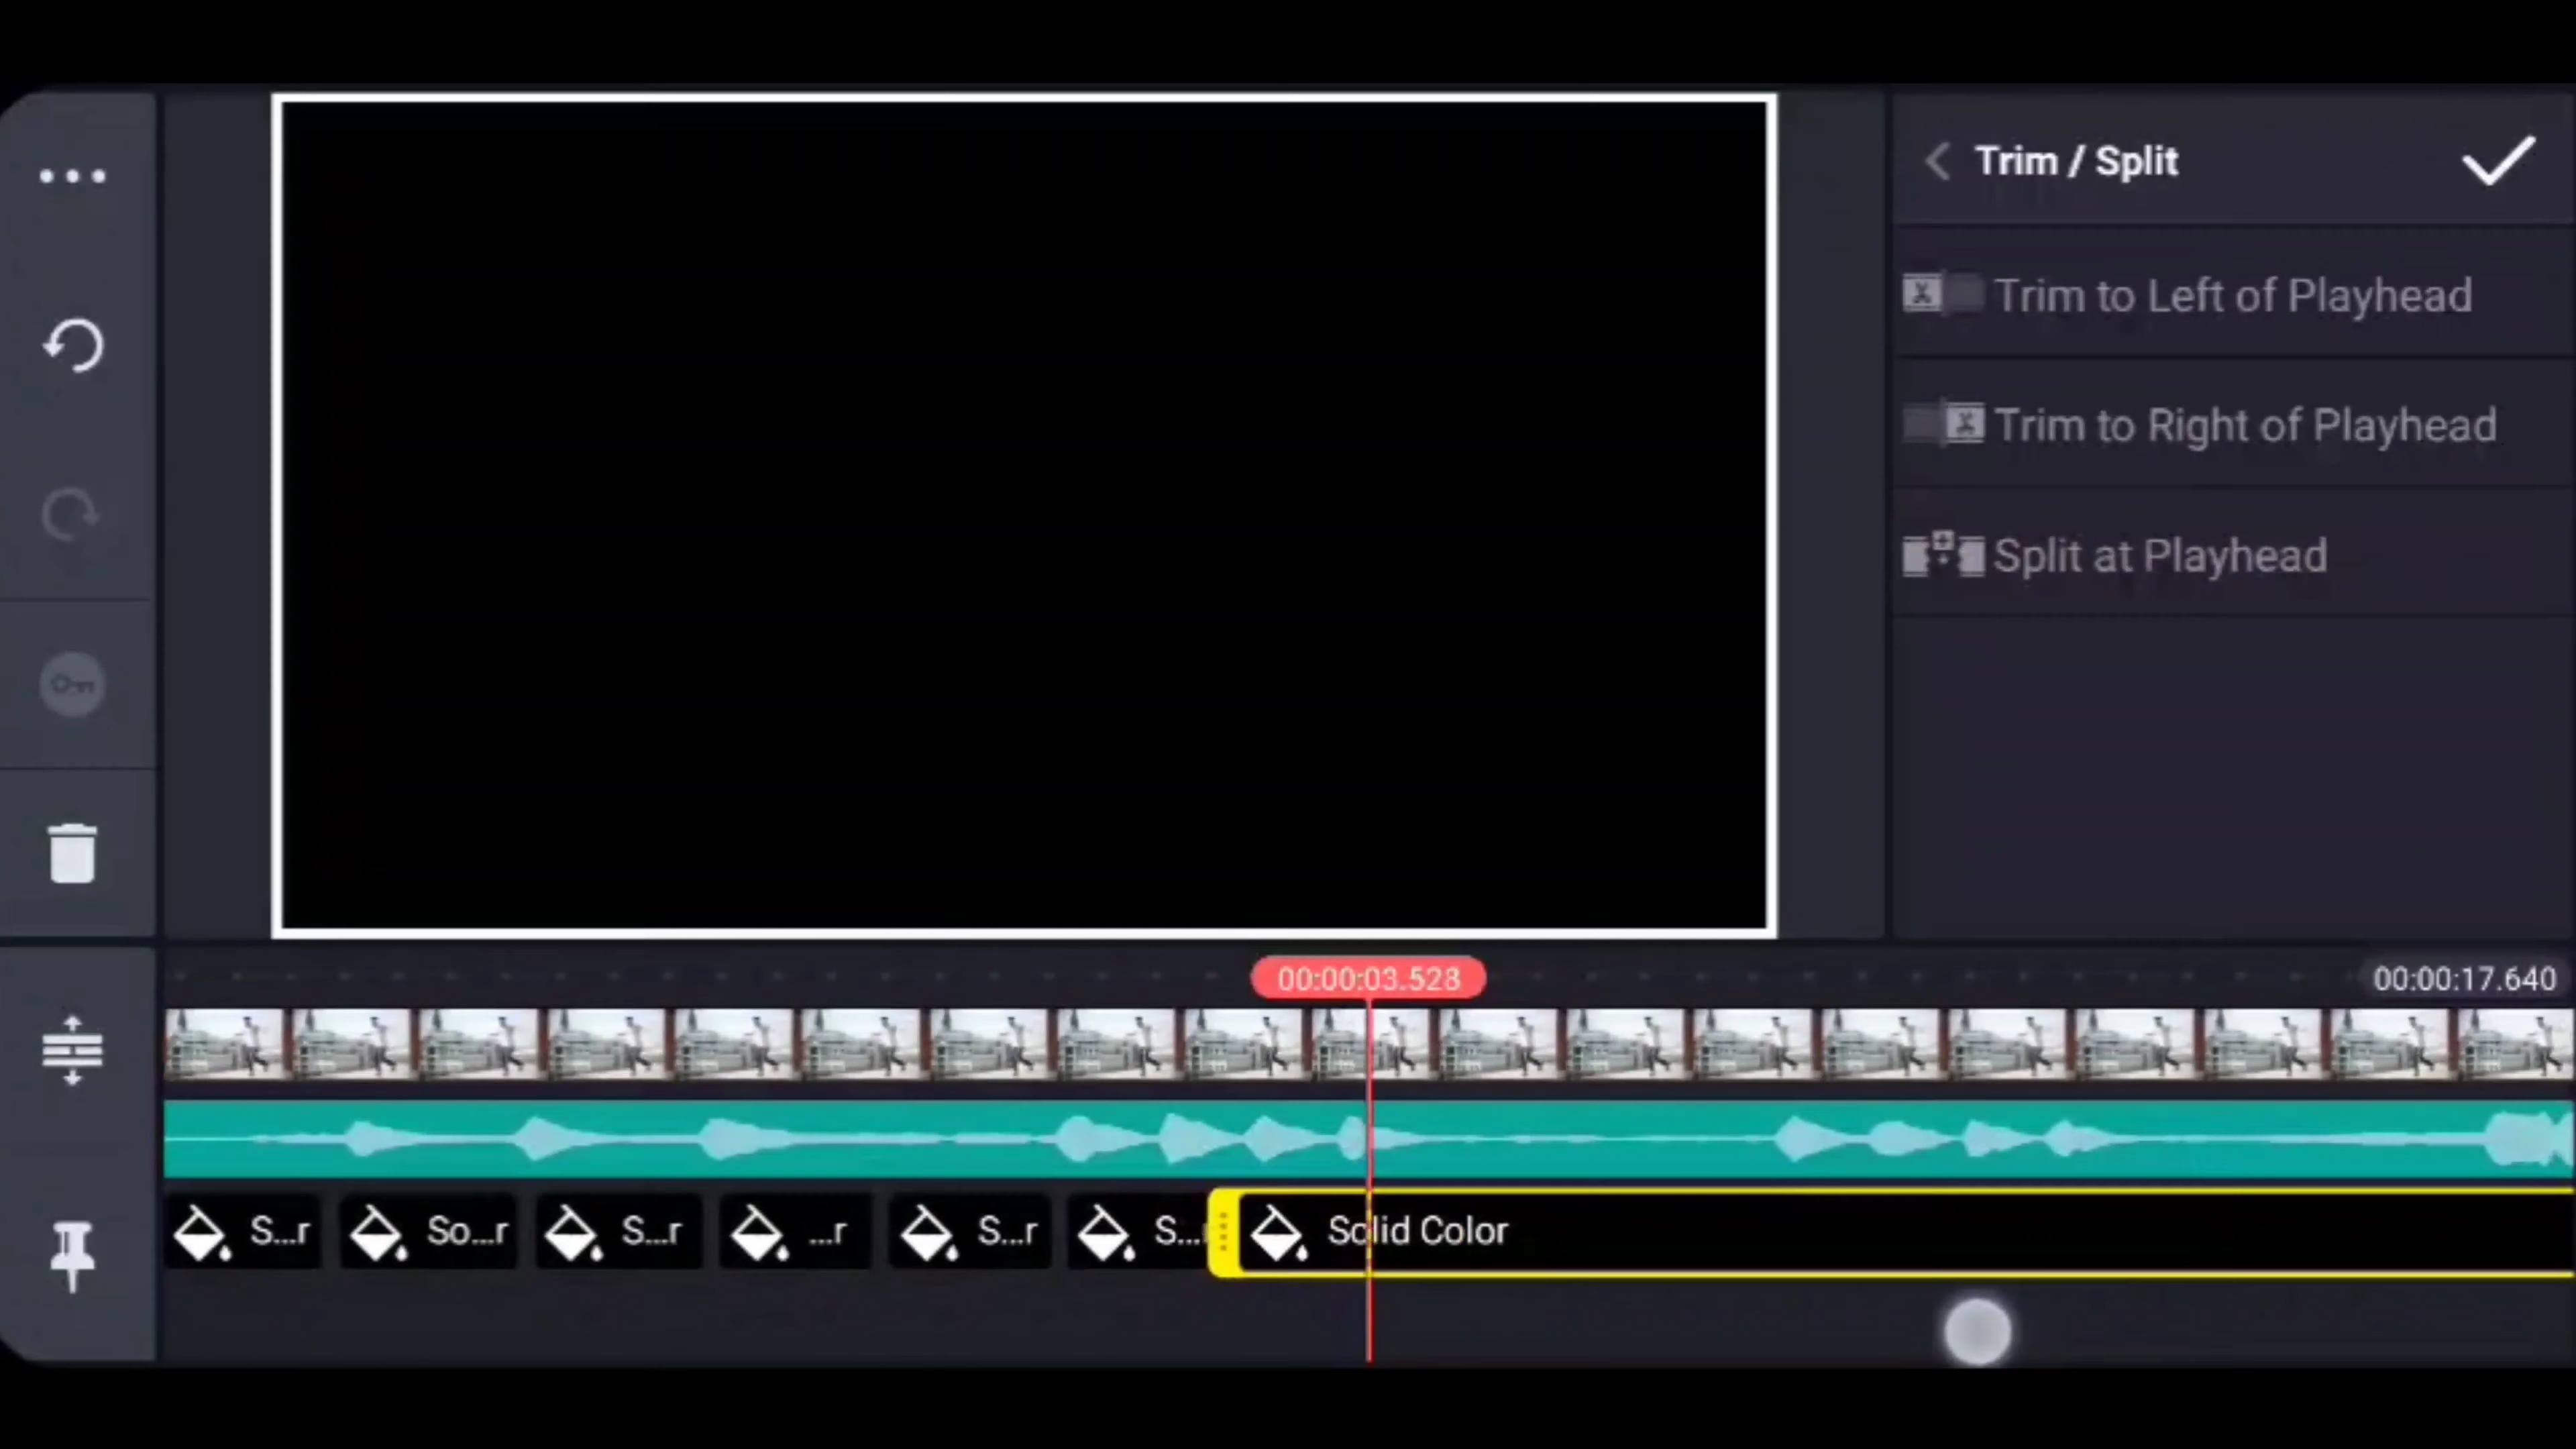 Trim / Split
Trim to Left of Playhead
Trim to Right of Playhead
Split at Playhead
00:00:03.528
00:00:17.640
S...r
So...r
S...r
...r
S...r
S...
Solid Color